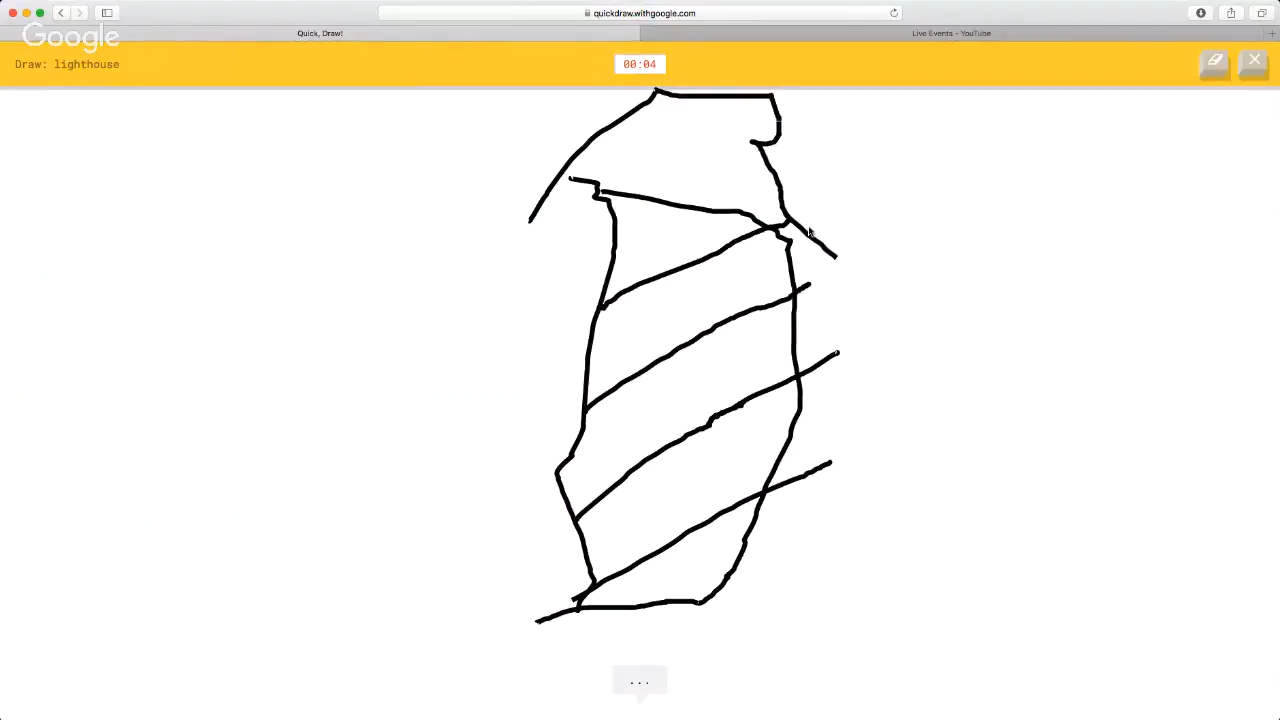 quickdraw.withgoogle.com
Quick, Draw!
Live Events - YouTube
Google
Draw: lighthouse
00:04
...